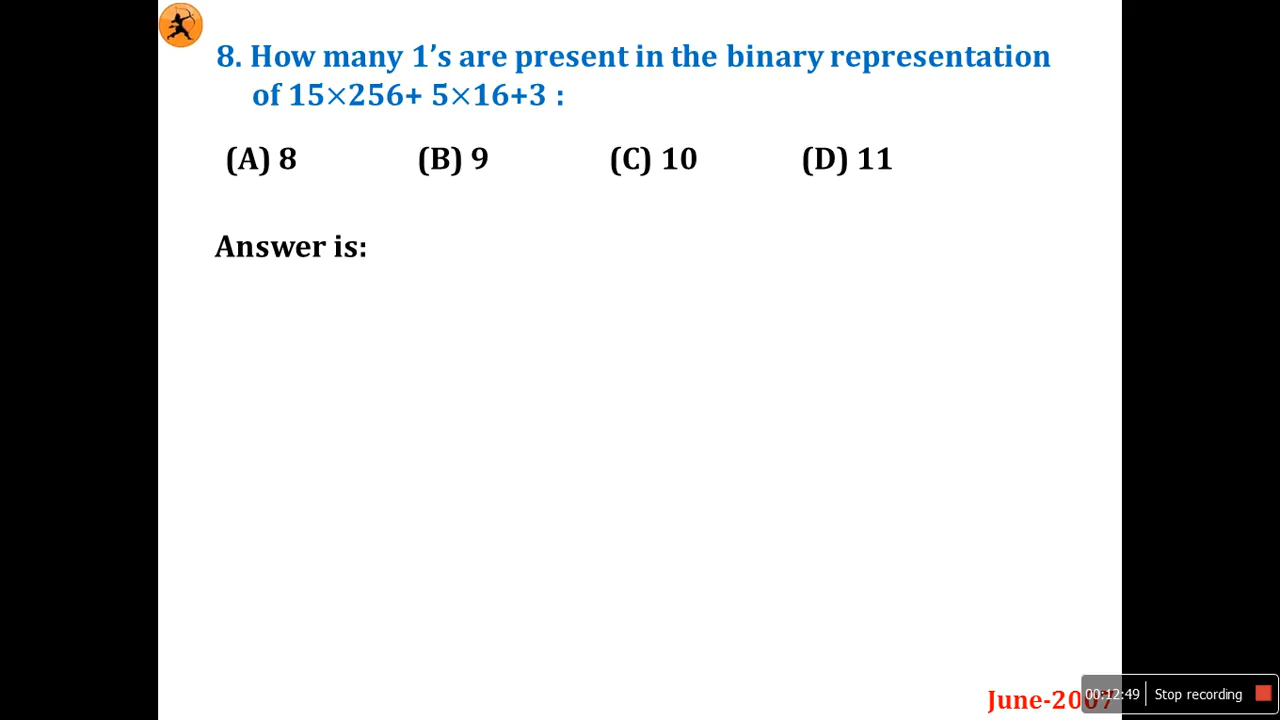 8. How many 1’s are present in the binary representation
of 15×256+ 5×16+3 :
(A) 8 (B) 9 (C) 10 (D) 11
Answer is:
June-2007
00:12:49 Stop recording